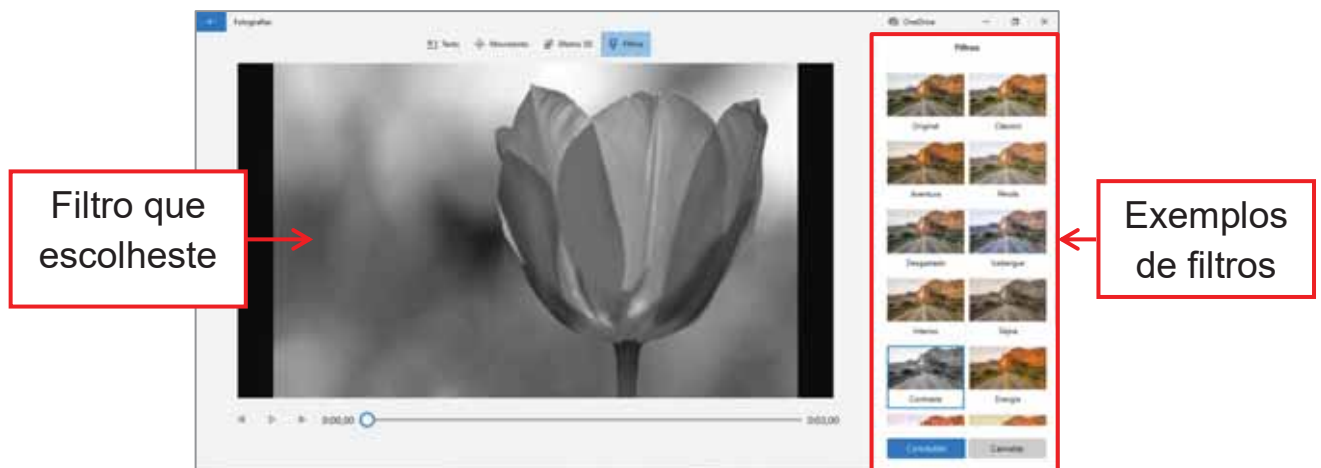 Fotografias
OneDrive
Texto Movimento Efeitos 3D Filtros
Filtros
Filtro que
escolheste
Exemplos
de filtros
Original Clássico
Aventura
Desgastado Icebergue
Intenso Sépia
Contraste Energia
0:00,00 0:03,00
Concluído Cancelar